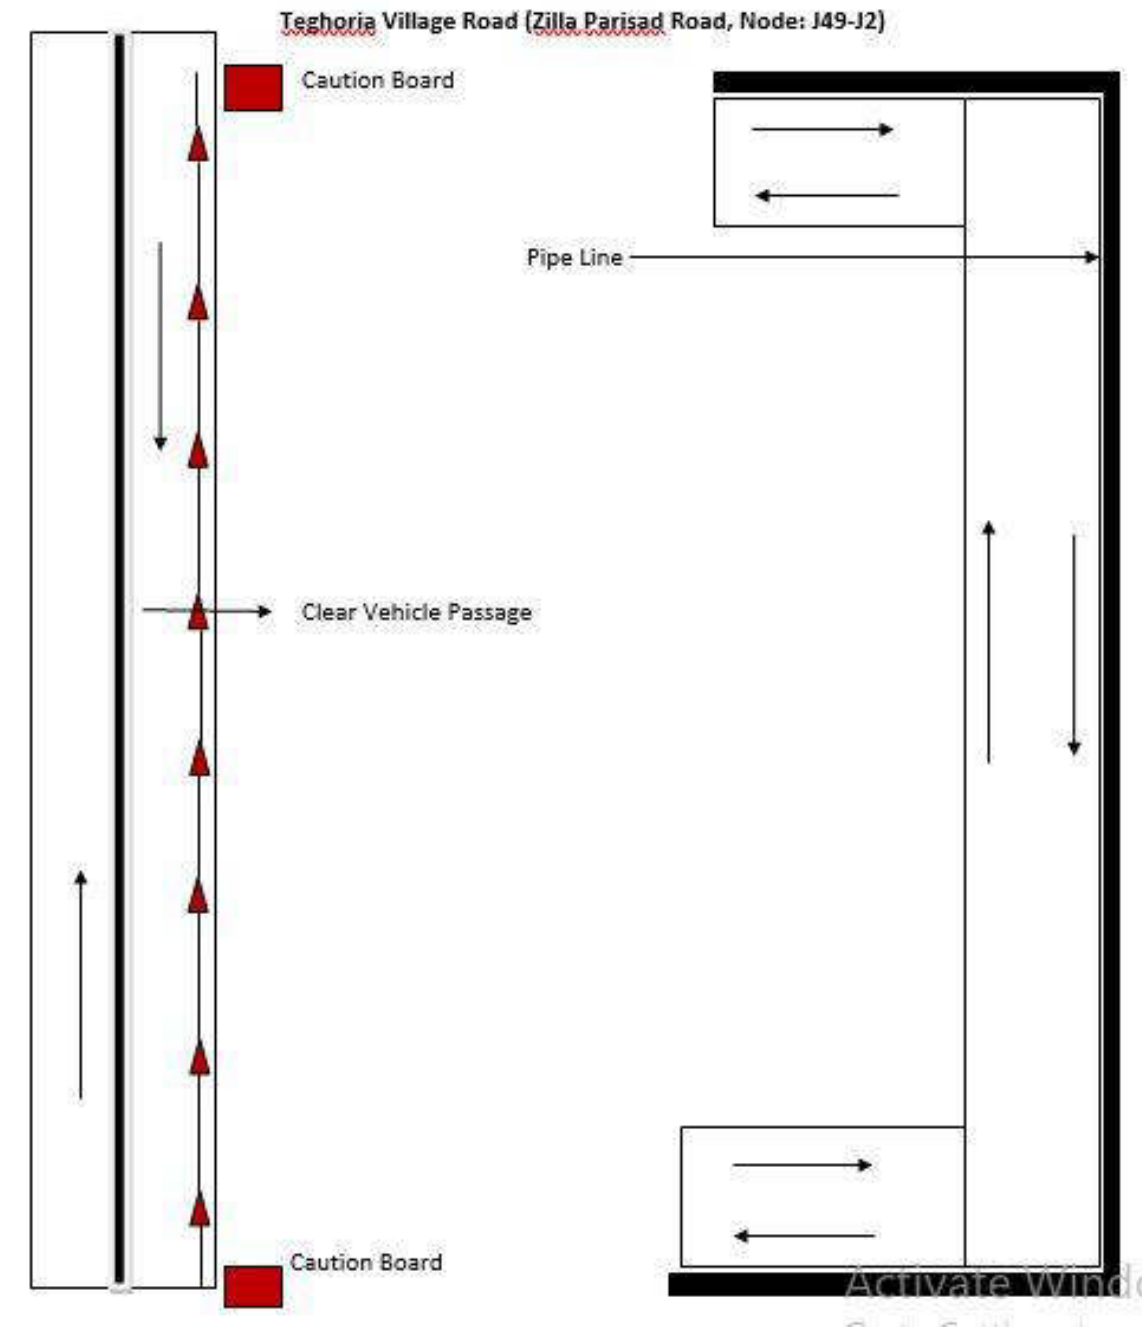 Teghoria Village Road (Zilla Parisad Road, Node: J49-J2)
Caution Board
Pipe Line
Clear Vehicle Passage
Caution Board
Activate Windo